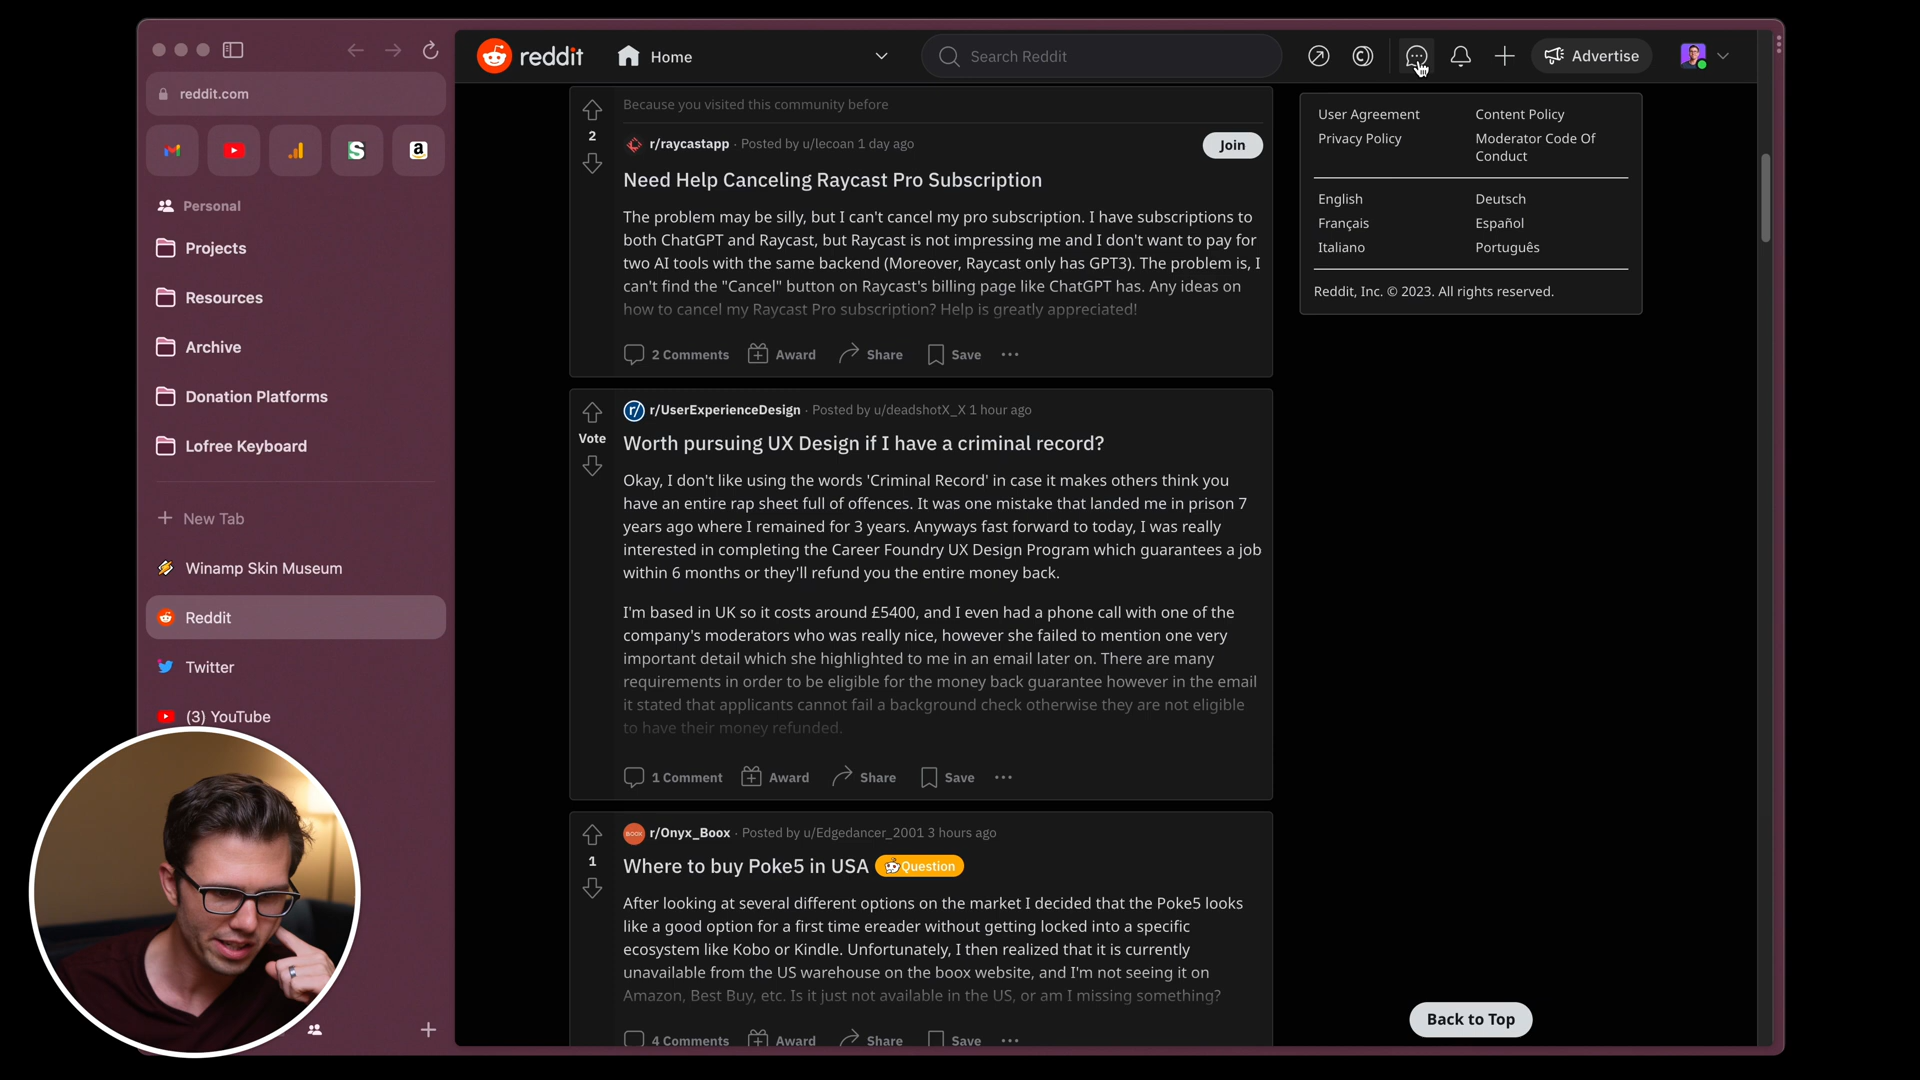 reddit.com
Personal
Projects
Resources
Archive
Donation Platforms
Lofree Keyboard
New Tab
Winamp Skin Museum
Reddit
Twitter
(3) YouTube
reddit
Home
Search Reddit
Advertise
Because you visited this community before
2
r/raycastapp · Posted by u/lecoan 1 day ago
Join
Need Help Canceling Raycast Pro Subscription
The problem may be silly, but I can't cancel my pro subscription. I have subscriptions to
both ChatGPT and Raycast, but Raycast is not impressing me and I don't want to pay for
two AI tools with the same backend (Moreover, Raycast only has GPT3). The problem is, I
can't find the "Cancel" button on Raycast's billing page like ChatGPT has. Any ideas on
how to cancel my Raycast Pro subscription? Help is greatly appreciated!
2 Comments Award Share Save
r/ r/UserExperienceDesign · Posted by u/deadshotX_X 1 hour ago
Vote
Worth pursuing UX Design if I have a criminal record?
Okay, I don't like using the words 'Criminal Record' in case it makes others think you
have an entire rap sheet full of offences. It was one mistake that landed me in prison 7
years ago where I remained for 3 years. Anyways fast forward to today, I was really
interested in completing the Career Foundry UX Design Program which guarantees a job
within 6 months or they'll refund you the entire money back.
I'm based in UK so it costs around £5400, and I even had a phone call with one of the
company's moderators who was really nice, however she failed to mention one very
important detail which she highlighted to me in an email later on. There are many
requirements in order to be eligible for the money back guarantee however in the email
it stated that applicants cannot fail a background check otherwise they are not eligible
to have their money refunded.
1 Comment Award Share Save
BOOX r/Onyx_Boox · Posted by u/Edgedancer_2001 3 hours ago
1
Where to buy Poke5 in USA Question
After looking at several different options on the market I decided that the Poke5 looks
like a good option for a first time ereader without getting locked into a specific
ecosystem like Kobo or Kindle. Unfortunately, I then realized that it is currently
unavailable from the US warehouse on the boox website, and I'm not seeing it on
Amazon, Best Buy, etc. Is it just not available in the US, or am I missing something?
4 Comments Award Share Save
User Agreement
Content Policy
Privacy Policy
Moderator Code Of
Conduct
English
Deutsch
Français
Español
Italiano
Português
Reddit, Inc. © 2023. All rights reserved.
Back to Top